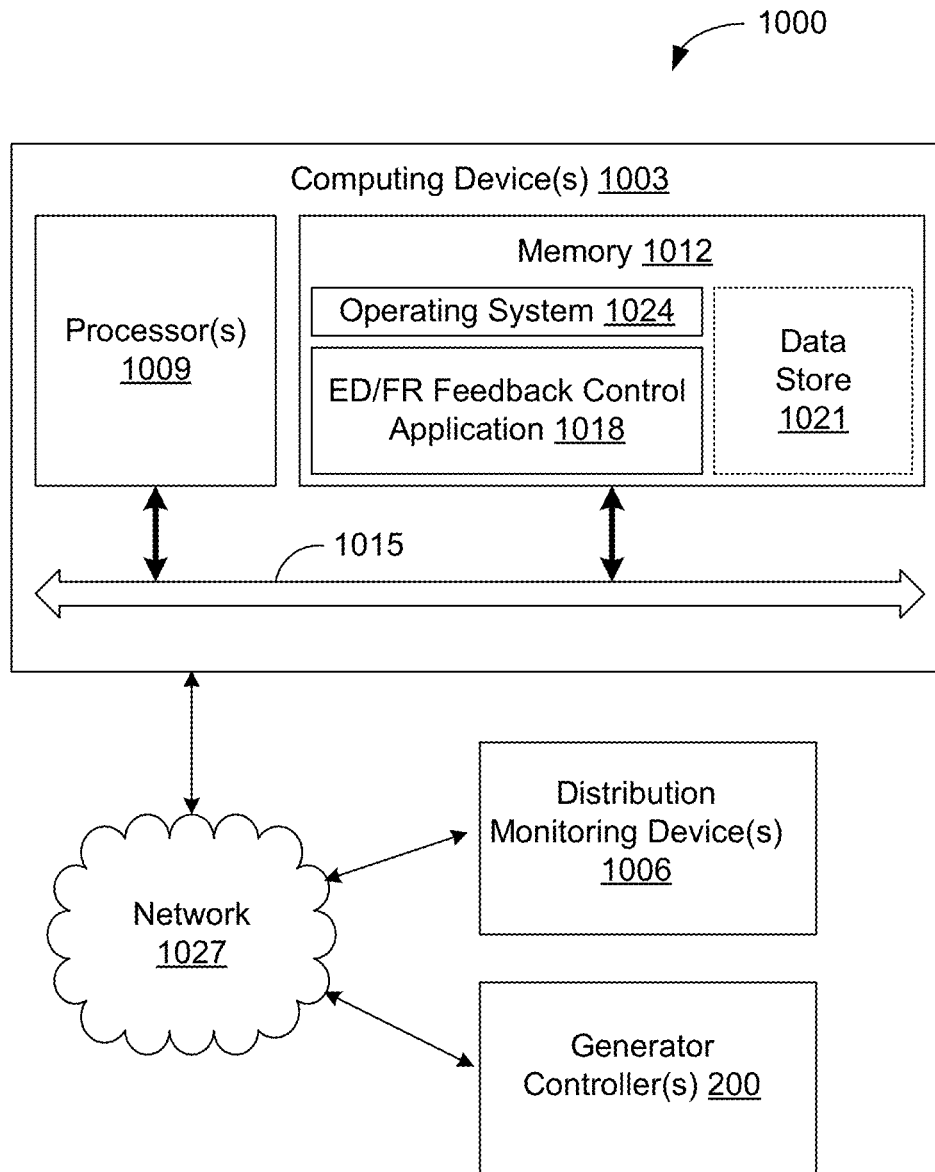 1000
Computing Device(s) 1003
Processor(s)
1009
Memory 1012
Operating System 1024
ED/FR Feedback Control
Application 1018
Data
Store
1021
1015
Network
1027
Distribution
Monitoring Device(s)
1006
Generator
Controller(s) 200